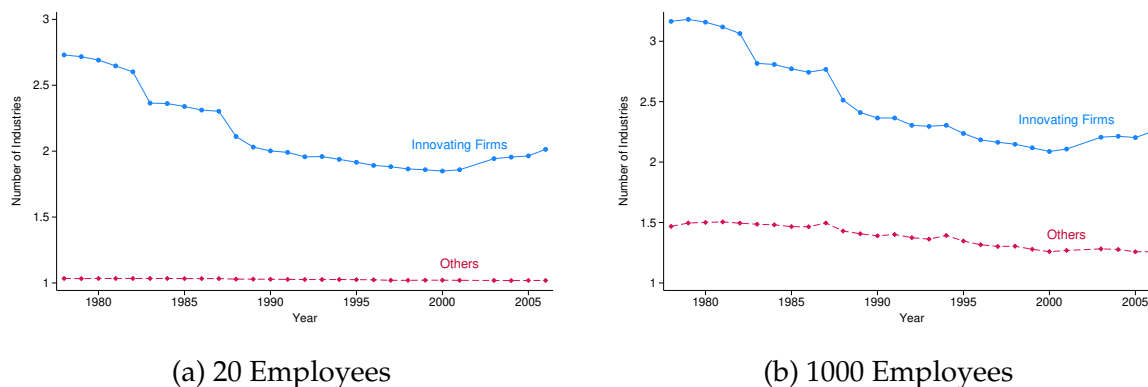 Number of Industries
3
2.5
2
1.5
1
Innovating Firms
Others
1980 1985 1990 1995 2000 2005
Year
(a) 20 Employees
Number of Industries
3
2.5
2
1.5
1
Innovating Firms
Others
1980 1985 1990 1995 2000 2005
Year
(b) 1000 Employees